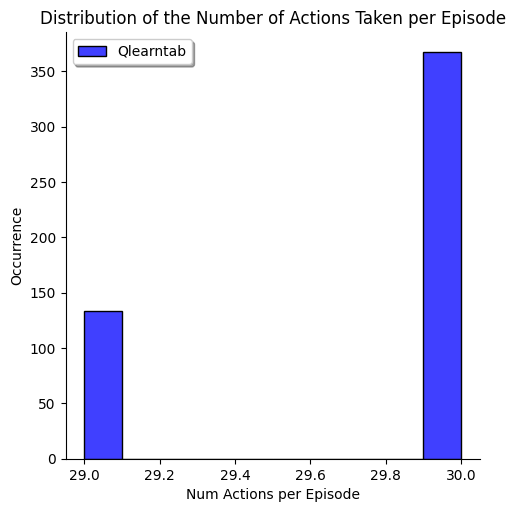 Distribution of the Number of Actions Taken per Episode
Qlearntab
350
300
250
200
150
100
50
0
Occurrence
29.0 29.2 29.4 29.6 29.8 30.0
Num Actions per Episode